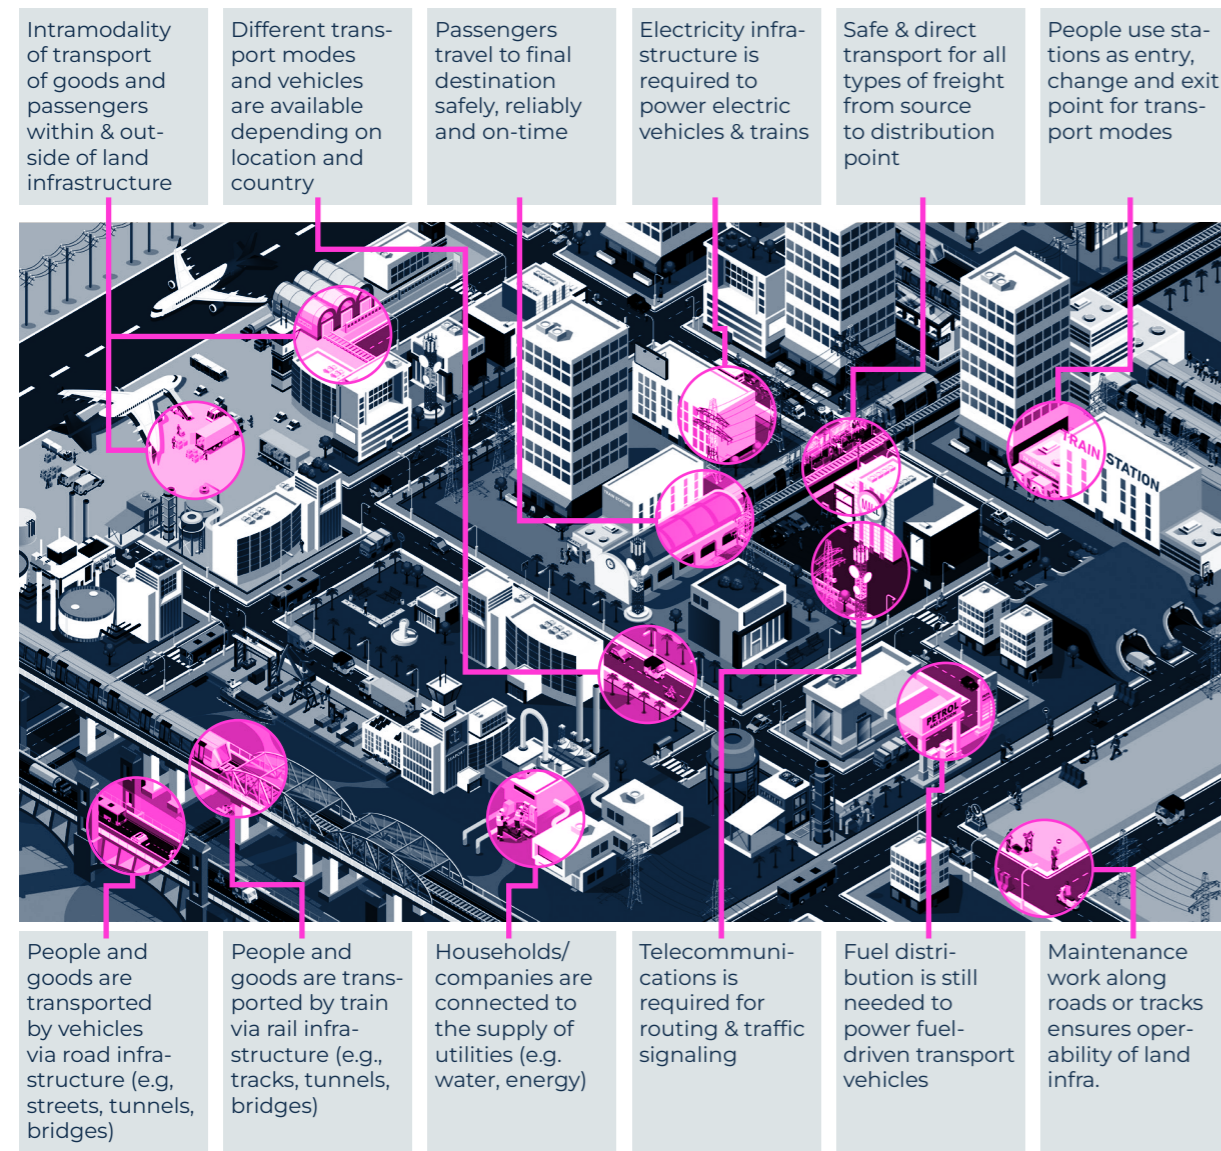 Intramodality
of transport
of goods and
passengers
within & out-
side of land
infrastructure
Different trans-
port modes
and vehicles
are available
depending on
location and
country
Passengers
travel to final
destination
safely, reliably
and on-time
Electricity infra-
structure is
required to
power electric
vehicles & trains
Safe & direct
transport for all
types of freight
from source
to distribution
point
People use sta-
tions as entry,
change and exit
point for trans-
port modes
TRAIN STATION
PETROL
People and
goods are
transported
by vehicles
via road infra-
structure (e.g,
streets, tunnels,
bridges)
People and
goods are trans-
ported by train
via rail infra-
structure (e.g.,
tracks, tunnels,
bridges)
Households/
companies are
connected to
the supply of
utilities (e.g.
water, energy)
Telecommuni-
cations is
required for
routing & traffic
signaling
Fuel distri-
bution is still
needed to
power fuel-
driven transport
vehicles
Maintenance
work along
roads or tracks
ensures oper-
ability of land
infra.